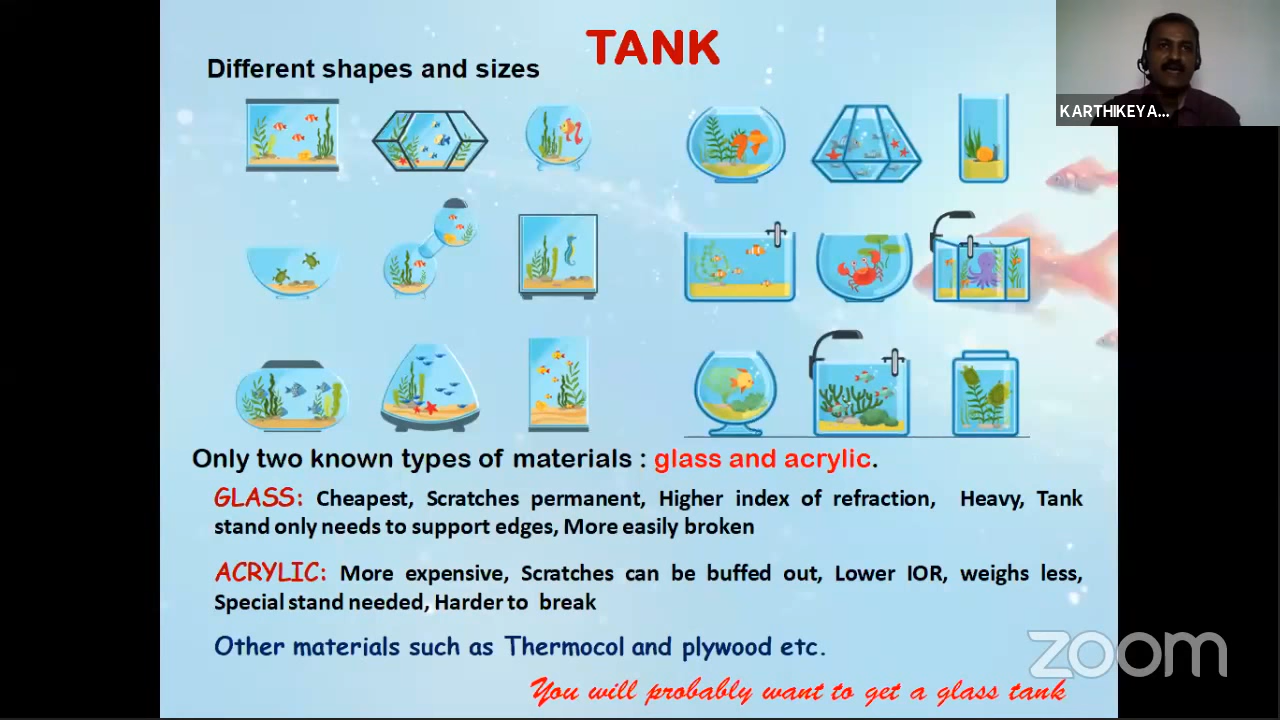 TANK
Different shapes and sizes
KARTHIKEYA...
Only two known types of materials : glass and acrylic.
GLASS: Cheapest, Scratches permanent, Higher index of refraction, Heavy, Tank
stand only needs to support edges, More easily broken
ACRYLIC: More expensive, Scratches can be buffed out, Lower IOR, weighs less,
Special stand needed, Harder to break
Other materials such as Thermocol and plywood etc.
zoom
You will probably want to get a glass tank